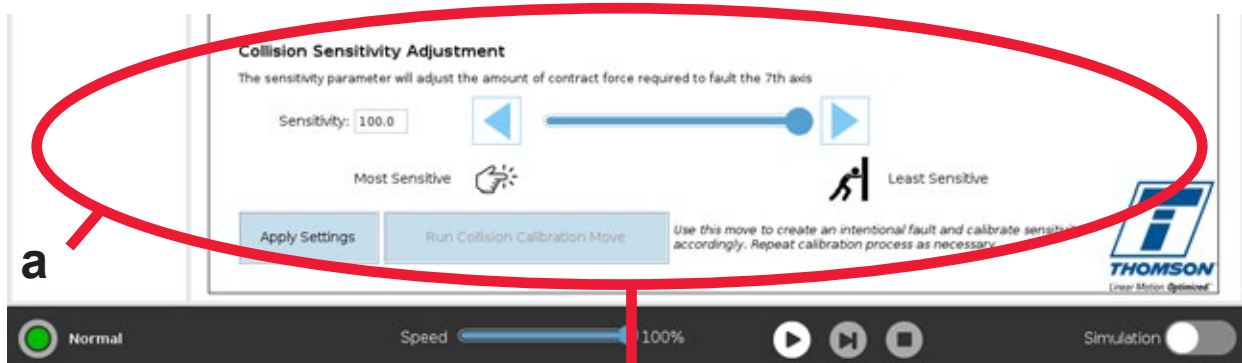 Collision Sensitivity Adjustment
The sensitivity parameter will adjust the amount of contract force required to fault the 7th axis
Sensitivity: 100.0
Most Sensitive
Least Sensitive
Apply Settings
Run Collision Calibration Move
Use this move to create an intentional fault and calibrate
accordingly. Repeat calibration process as necessary.
a
THOMSON
Linear Motion. Optimized.
Normal
Speed
100%
Simulation